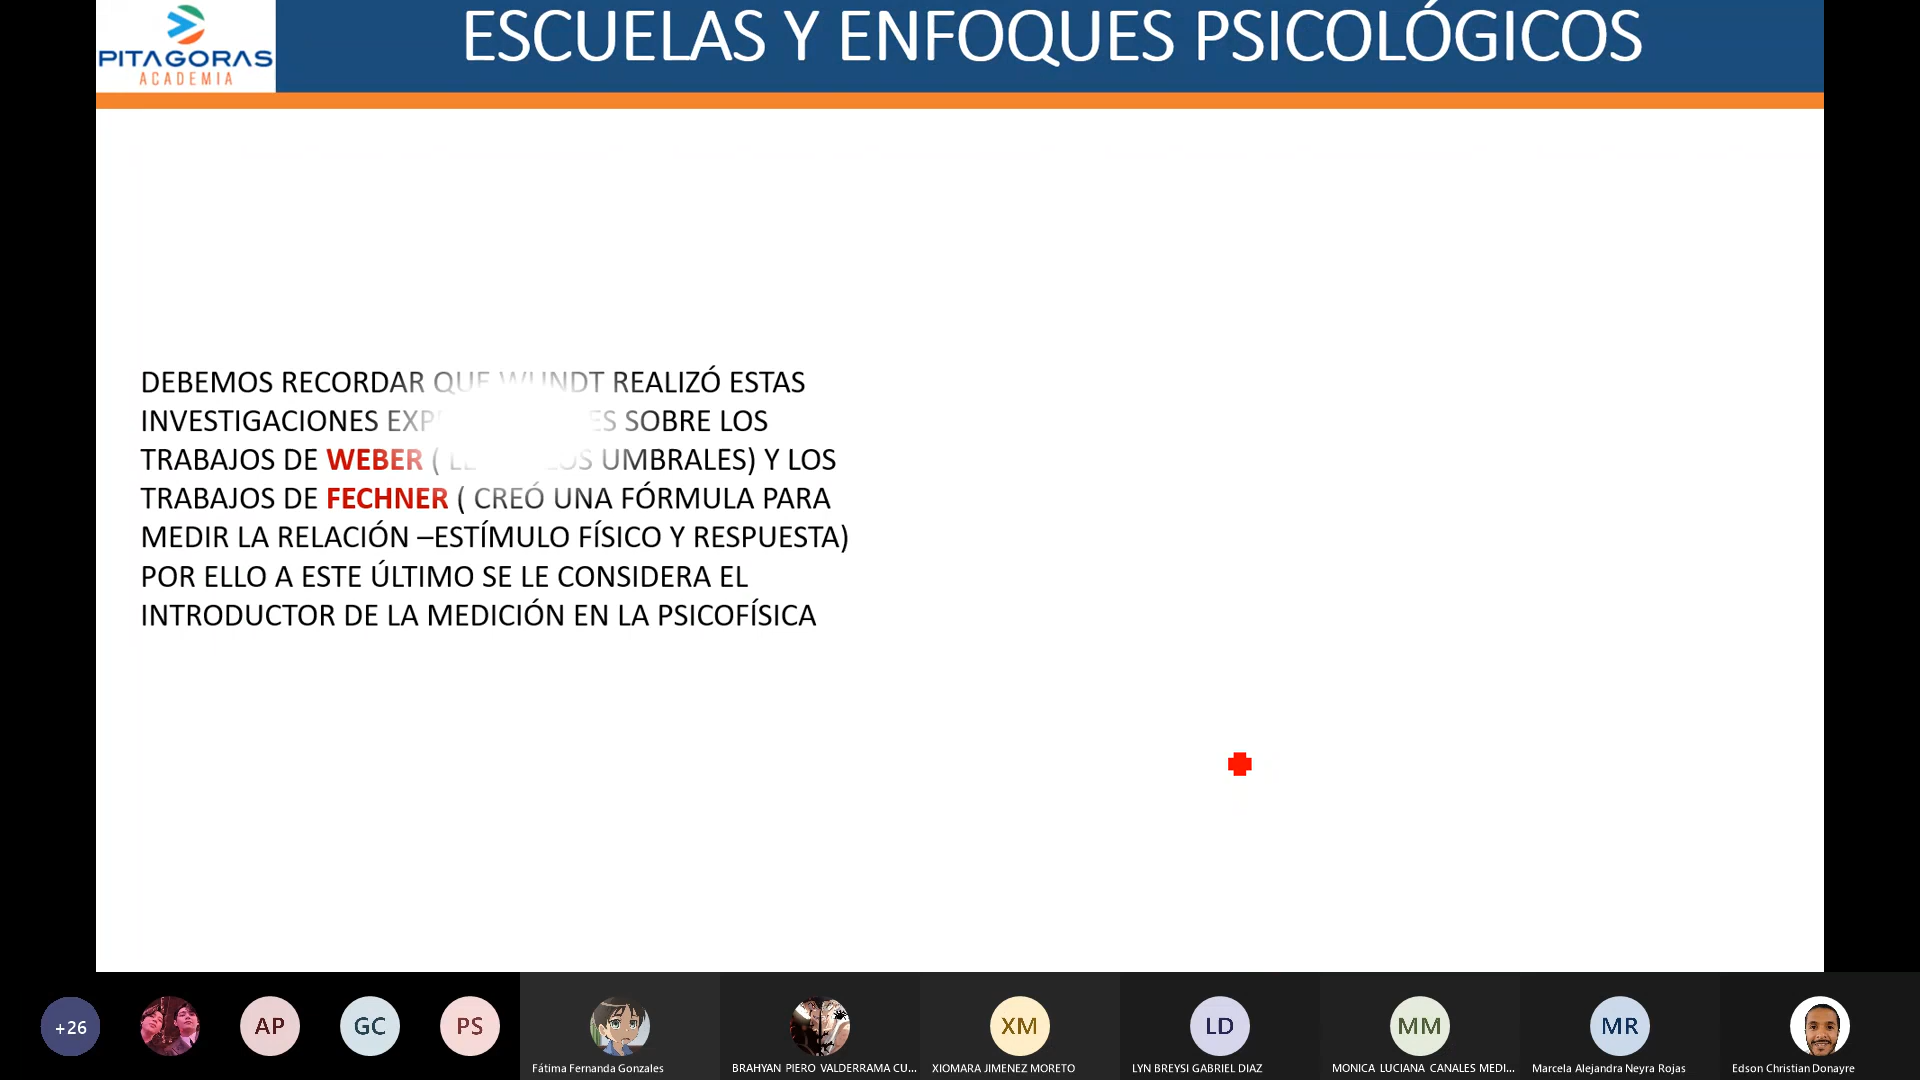 PITAGORAS
ACADEMIA
ESCUELAS Y ENFOQUES PSICOLÓGICOS
DEBEMOS RECORDAR QUE WUNDT REALIZÓ ESTAS
INVESTIGACIONES SOBRE LOS
TRABAJOS DE WEBER ( UMBRALES) Y LOS
TRABAJOS DE FECHNER ( CREÓ UNA FÓRMULA PARA
MEDIR LA RELACIÓN –ESTÍMULO FÍSICO Y RESPUESTA)
POR ELLO A ESTE ÚLTIMO SE LE CONSIDERA EL
INTRODUCTOR DE LA MEDICIÓN EN LA PSICOFÍSICA
+26
AP
GC
PS
XM
LD
MM
MR
Fátima Fernanda Gonzales
BRAHYAN PIERO VALDERRAMA CU...
XIOMARA JIMENEZ MORETO
LYN BREYSI GABRIEL DIAZ
MONICA LUCIANA CANALES MEDI...
Marcela Alejandra Neyra Rojas
Edson Christian Donayre